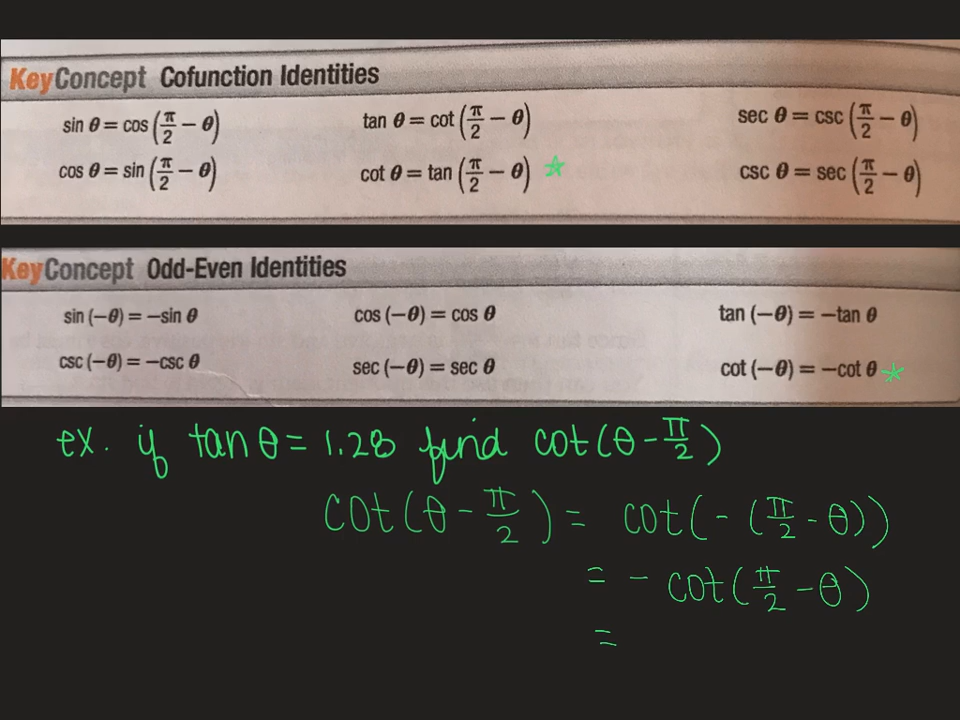 KeyConcept Cofunction Identities
sin θ = cos (π/2 − θ) tan θ = cot (π/2 − θ) sec θ = csc (π/2 − θ)
cos θ = sin (π/2 − θ) cot θ = tan (π/2 − θ) csc θ = sec (π/2 − θ)
KeyConcept Odd-Even Identities
sin (−θ) = −sin θ cos (−θ) = cos θ tan (−θ) = −tan θ
csc (−θ) = −csc θ sec (−θ) = sec θ cot (−θ) = −cot θ
ex. if tan θ = 1.28 find cot(θ - π/2)
cot(θ - π/2) = cot(-(π/2 - θ))
= - cot(π/2 - θ)
=